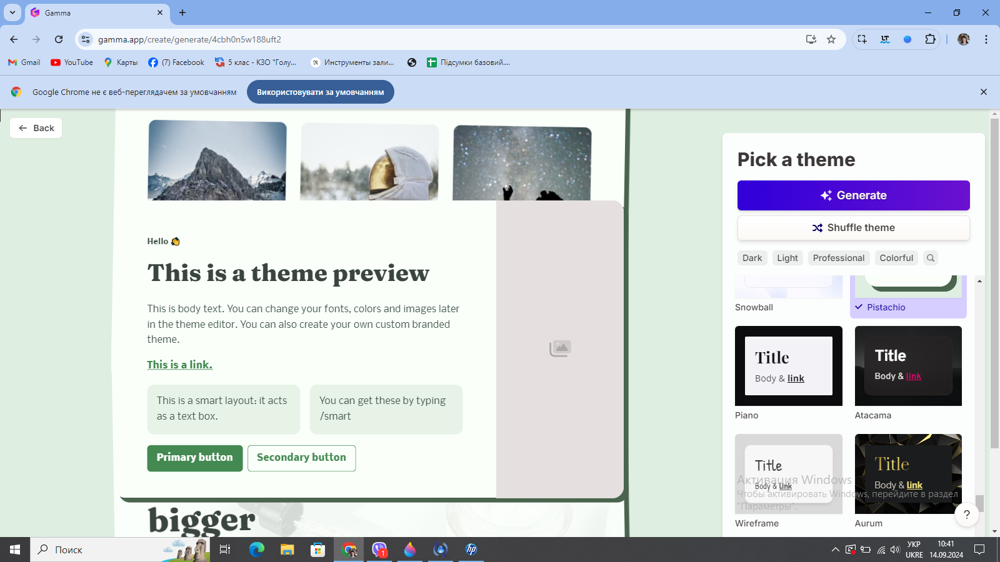 Gamma
gamma.app/create/generate/4cbh0n5w188uft2
Gmail
YouTube
Карты
(7) Facebook
5 клас - КЗО "Голу...
Инструменты зали...
Підсумки базовий....
Google Chrome не є веб-переглядачем за умовчанням
Використовувати за умовчанням
Back
Hello
This is a theme preview
This is body text. You can change your fonts, colors and images later
in the theme editor. You can also create your own custom branded
theme.
This is a link.
This is a smart layout: it acts
as a text box.
You can get these by typing
/smart
Primary button
Secondary button
bigger
Pick a theme
Generate
Shuffle theme
Dark
Light
Professional
Colorful
Snowball
Pistachio
Title
Body & link
Piano
Title
Body & link
Atacama
Title
Body & link
Wireframe
Title
Body & link
Aurum
Активация Windows
Чтобы активировать Windows, перейдите в раздел
"Параметры".
?
Поиск
LT
1
hp
УКР
UKRE
10:41
14.09.2024